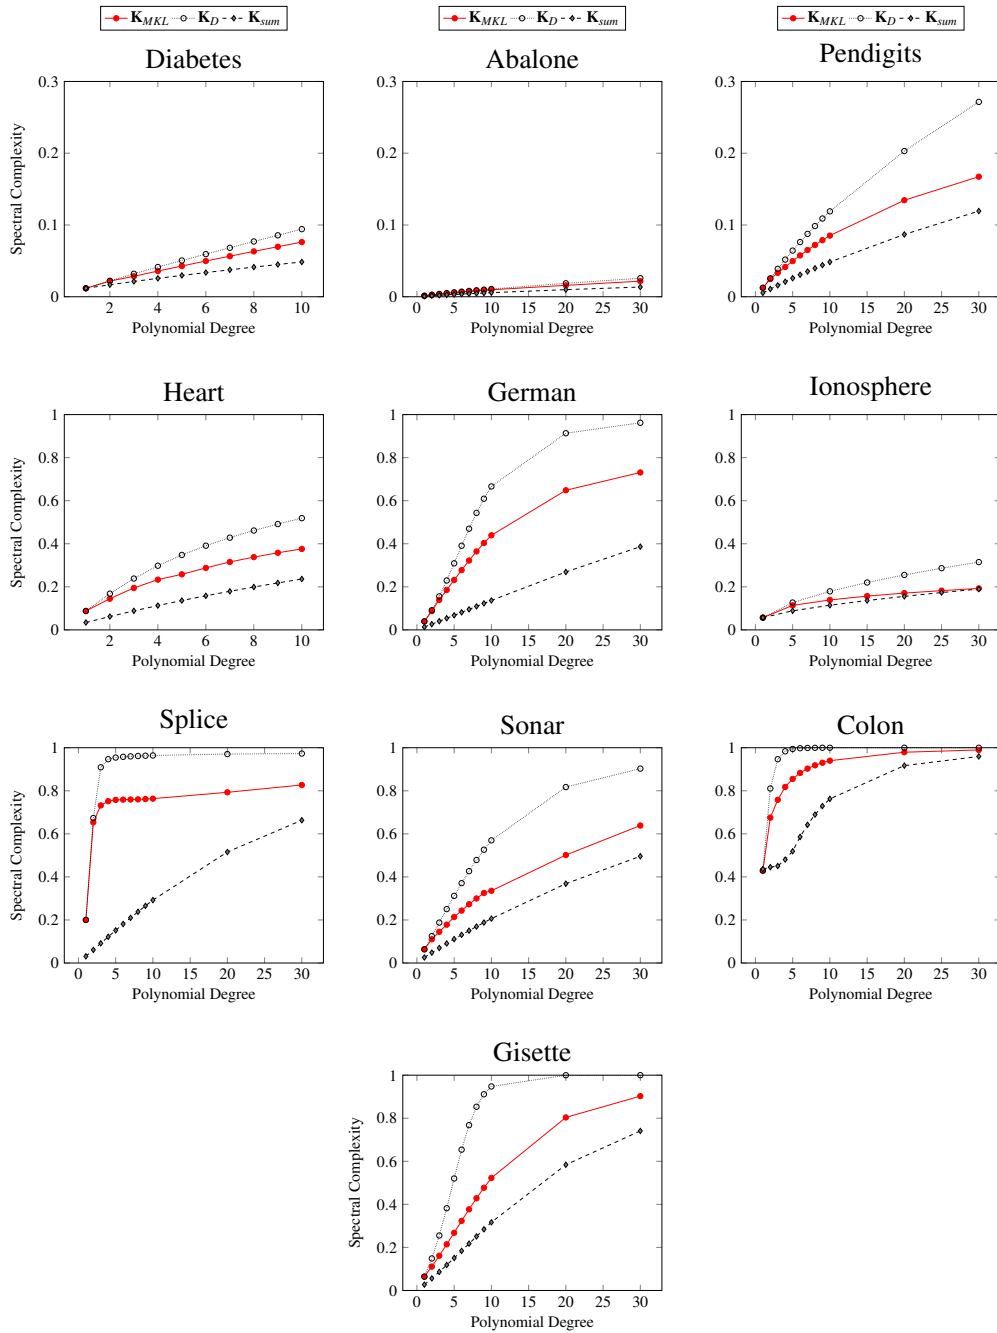 K_MKL K_D K_sum
K_MKL K_D K_sum
K_MKL K_D K_sum
Diabetes
0.3
0.2
0.1
0
Spectral Complexity
2 4 6 8 10
Polynomial Degree
Abalone
0.3
0.2
0.1
0
0 5 10 15 20 25 30
Polynomial Degree
Pendigits
0.3
0.2
0.1
0
0 5 10 15 20 25 30
Polynomial Degree
Heart
1
0.8
0.6
0.4
0.2
0
Spectral Complexity
2 4 6 8 10
Polynomial Degree
German
1
0.8
0.6
0.4
0.2
0
0 5 10 15 20 25 30
Polynomial Degree
Ionosphere
1
0.8
0.6
0.4
0.2
0
0 5 10 15 20 25 30
Polynomial Degree
Splice
1
0.8
0.6
0.4
0.2
0
Spectral Complexity
0 5 10 15 20 25 30
Polynomial Degree
Sonar
1
0.8
0.6
0.4
0.2
0
0 5 10 15 20 25 30
Polynomial Degree
Colon
1
0.8
0.6
0.4
0.2
0
0 5 10 15 20 25 30
Polynomial Degree
Gisette
1
0.8
0.6
0.4
0.2
0
Spectral Complexity
0 5 10 15 20 25 30
Polynomial Degree